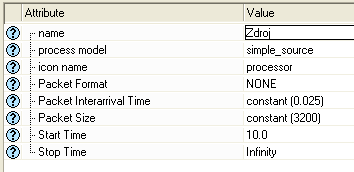 Attribute Value
name Zdroj
process model simple_source
icon name processor
Packet Format NONE
Packet Interarrival Time constant (0.025)
Packet Size constant (3200)
Start Time 10.0
Stop Time Infinity